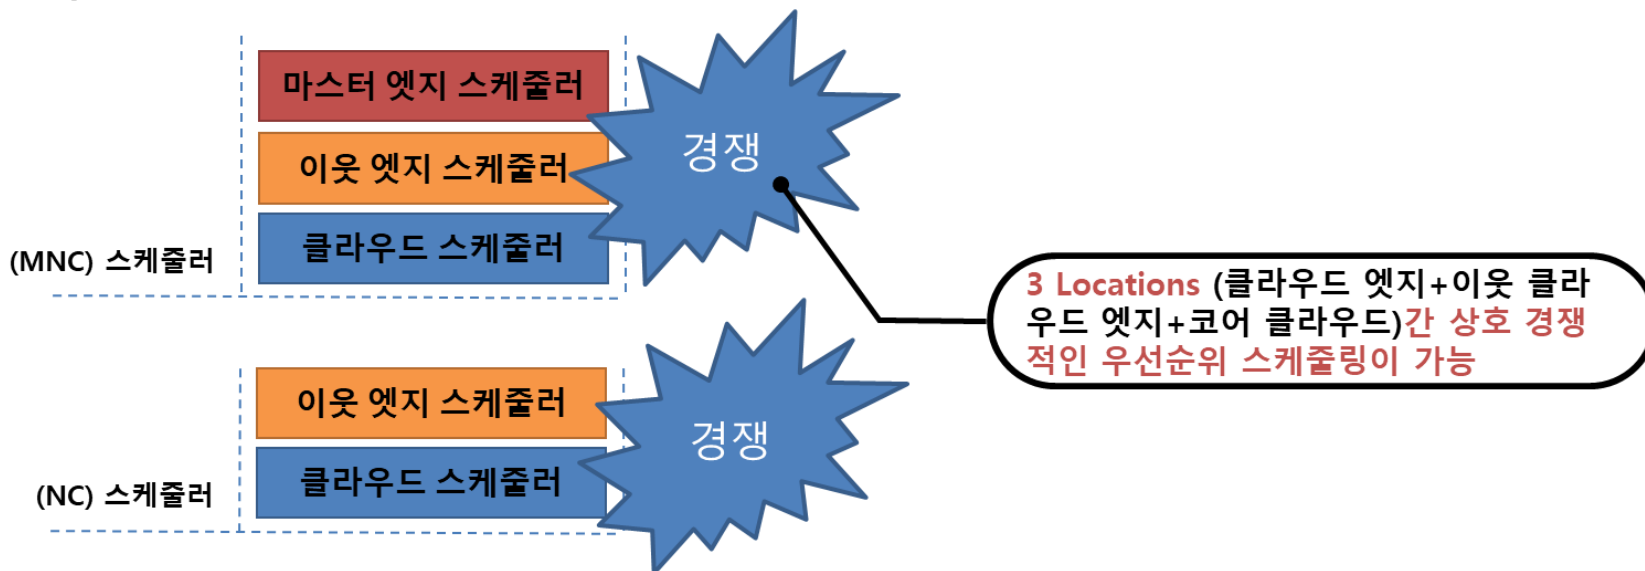 마스터 엣지 스케줄러
이웃 엣지 스케줄러
클라우드 스케줄러
(MNC) 스케줄러
경쟁
3 Locations (클라우드 엣지+이웃 클라
우드 엣지+코어 클라우드)간 상호 경쟁
적인 우선순위 스케줄링이 가능
이웃 엣지 스케줄러
클라우드 스케줄러
(NC) 스케줄러
경쟁